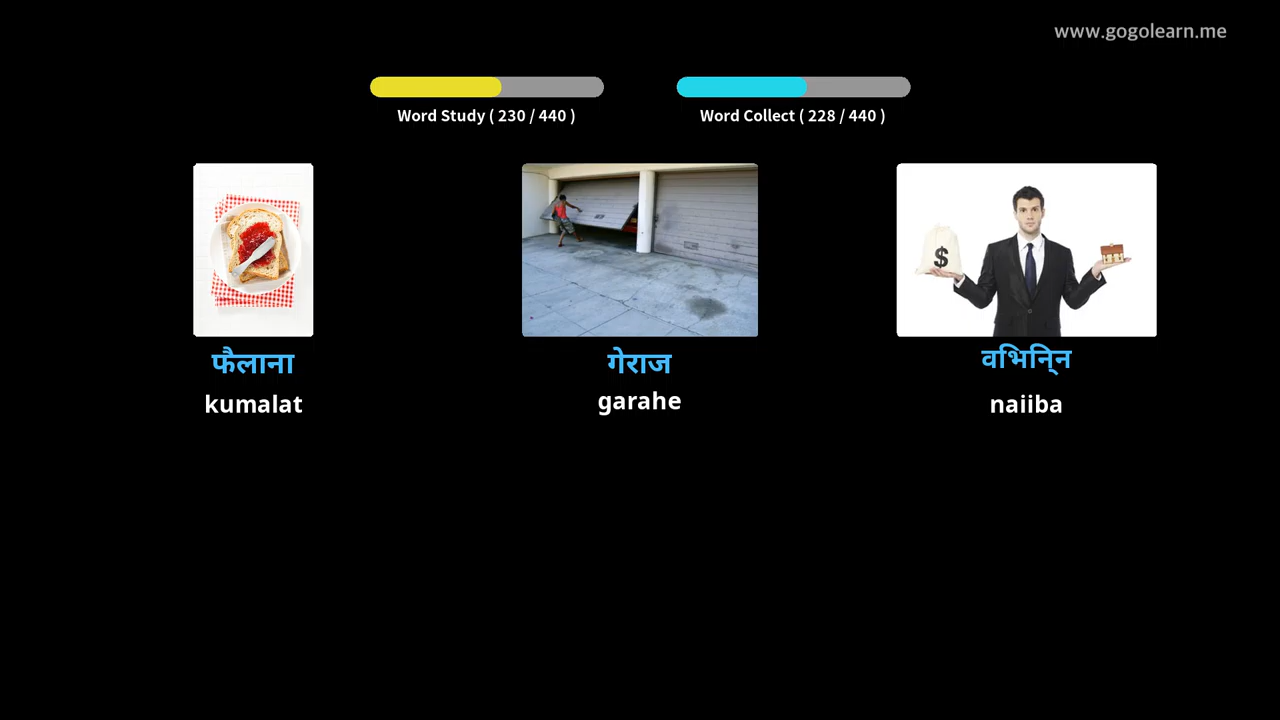 www.gogolearn.me
Word Study ( 230 / 440 )
Word Collect ( 228 / 440 )
$
फैलाना
गेराज
वभिनि्न
kumalat
garahe
naiiba